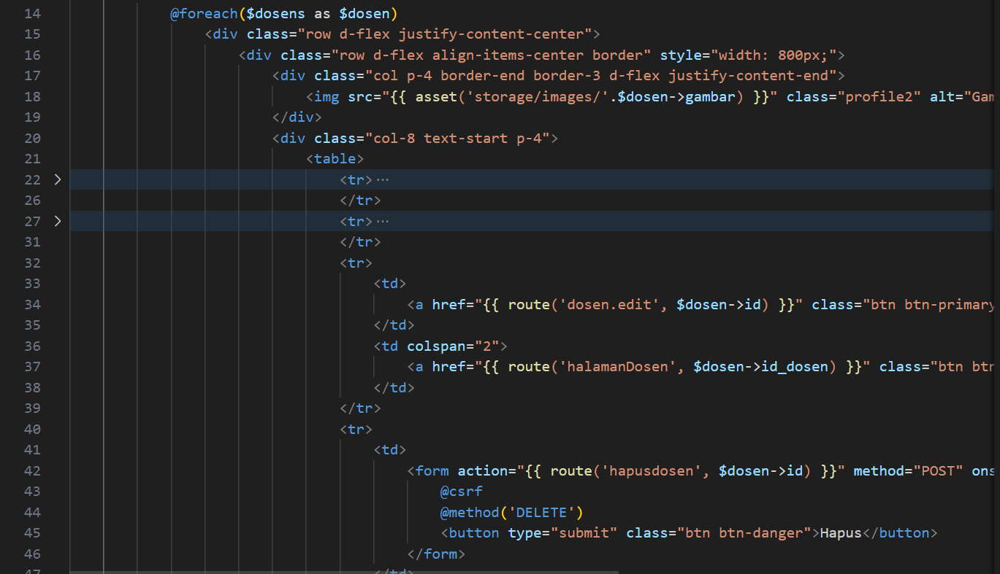 14 @foreach($dosens as $dosen)
15 <div class="row d-flex justify-content-center">
16 <div class="row d-flex align-items-center border" style="width: 800px;">
17 <div class="col p-4 border-end border-3 d-flex justify-content-end">
18 <img src="{{ asset('storage/images/'.$dosen->gambar) }}" class="profile2" alt="Gam
19 </div>
20 <div class="col-8 text-start p-4">
21 <table>
22 <tr>···
26 </tr>
27 <tr>···
31 </tr>
32 <tr>
33 <td>
34 <a href="{{ route('dosen.edit', $dosen->id) }}" class="btn btn-primary
35 </td>
36 <td colspan="2">
37 <a href="{{ route('halamanDosen', $dosen->id_dosen) }}" class="btn btn
38 </td>
39 </tr>
40 <tr>
41 <td>
42 <form action="{{ route('hapusdosen', $dosen->id) }}" method="POST" ons
43 @csrf
44 @method('DELETE')
45 <button type="submit" class="btn btn-danger">Hapus</button>
46 </form>
47 </td>